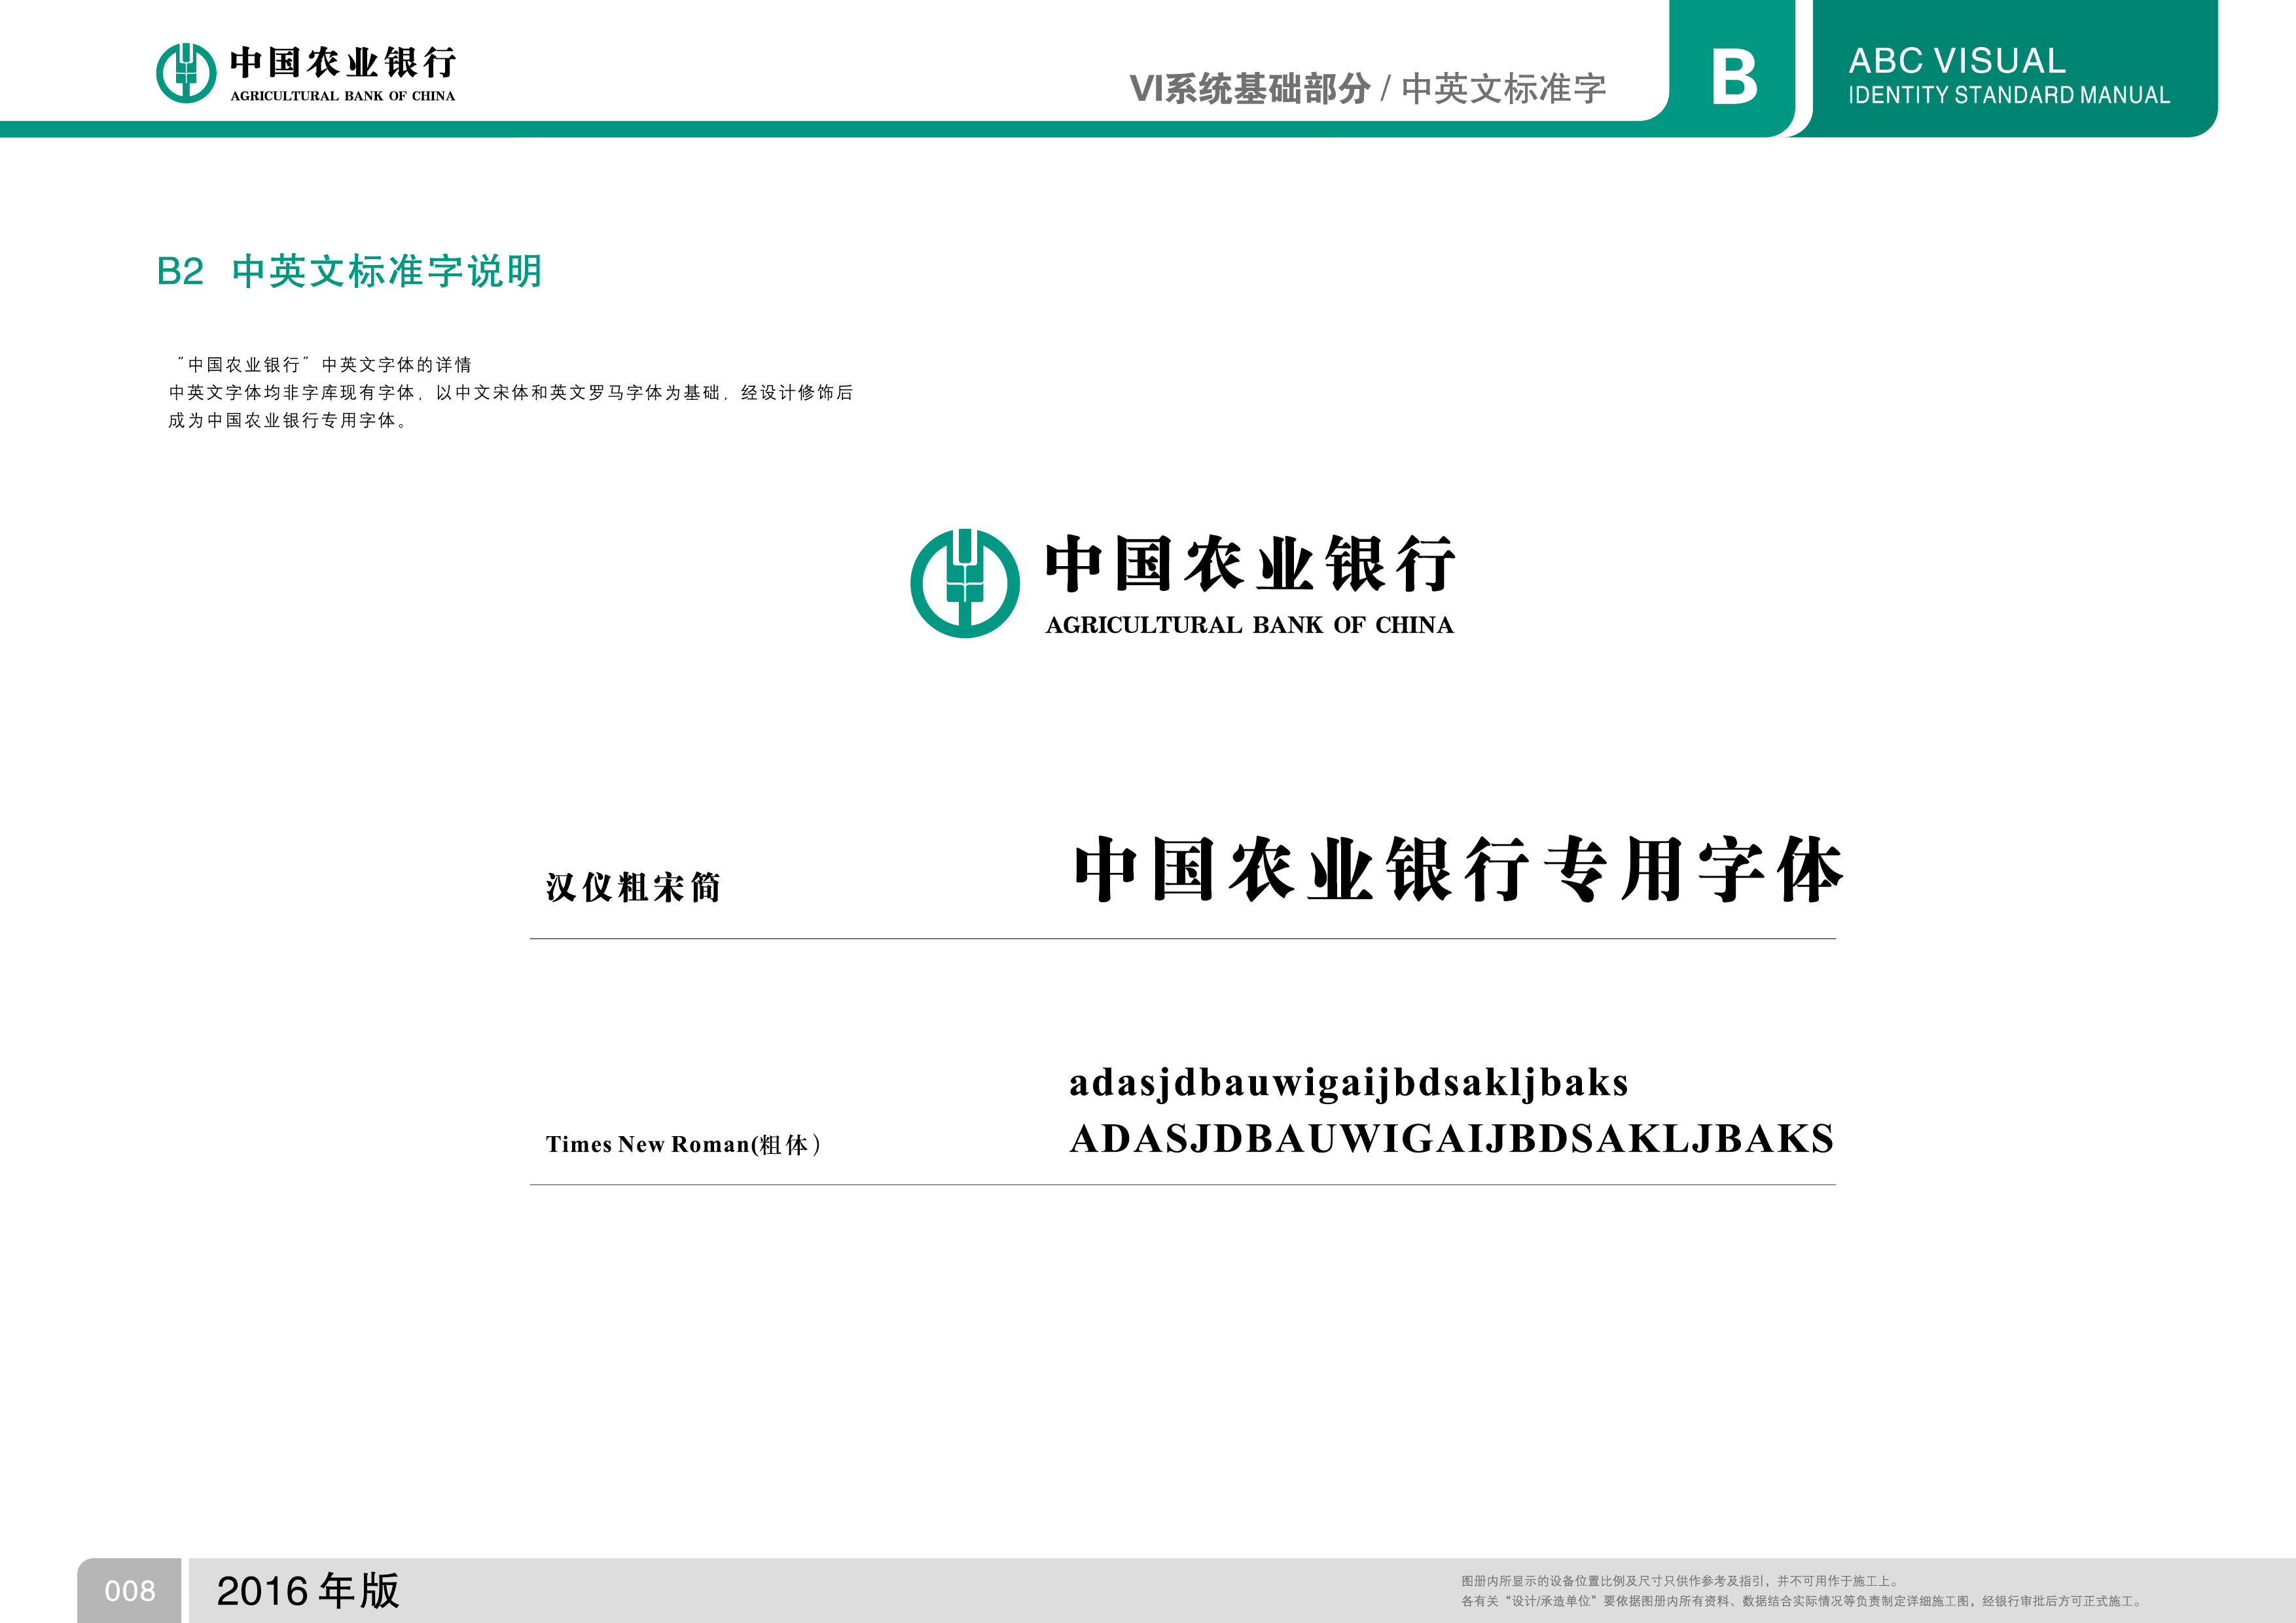 中国农业银行
AGRICULTURAL BANK OF CHINA
VI系统基础部分 / 中英文标准字
B
ABC VISUAL
IDENTITY STANDARD MANUAL
B2 中英文标准字说明
“中国农业银行”中英文字体的详情
中英文字体均非字库现有字体，以中文宋体和英文罗马字体为基础，经设计修饰后
成为中国农业银行专用字体。
中国农业银行
AGRICULTURAL BANK OF CHINA
汉仪粗宋简
中国农业银行专用字体
adasjdbauwigaijbdsakljbaks
Times New Roman(粗体）
ADASJDBAUWIGAIJBDSAKLJBAKS
008
2016 年版
图册内所显示的设备位置比例及尺寸只供作参考及指引，并不可用作于施工上。
各有关“设计/承造单位”要依据图册内所有资料、数据结合实际情况等负责制定详细施工图，经银行审批后方可正式施工。